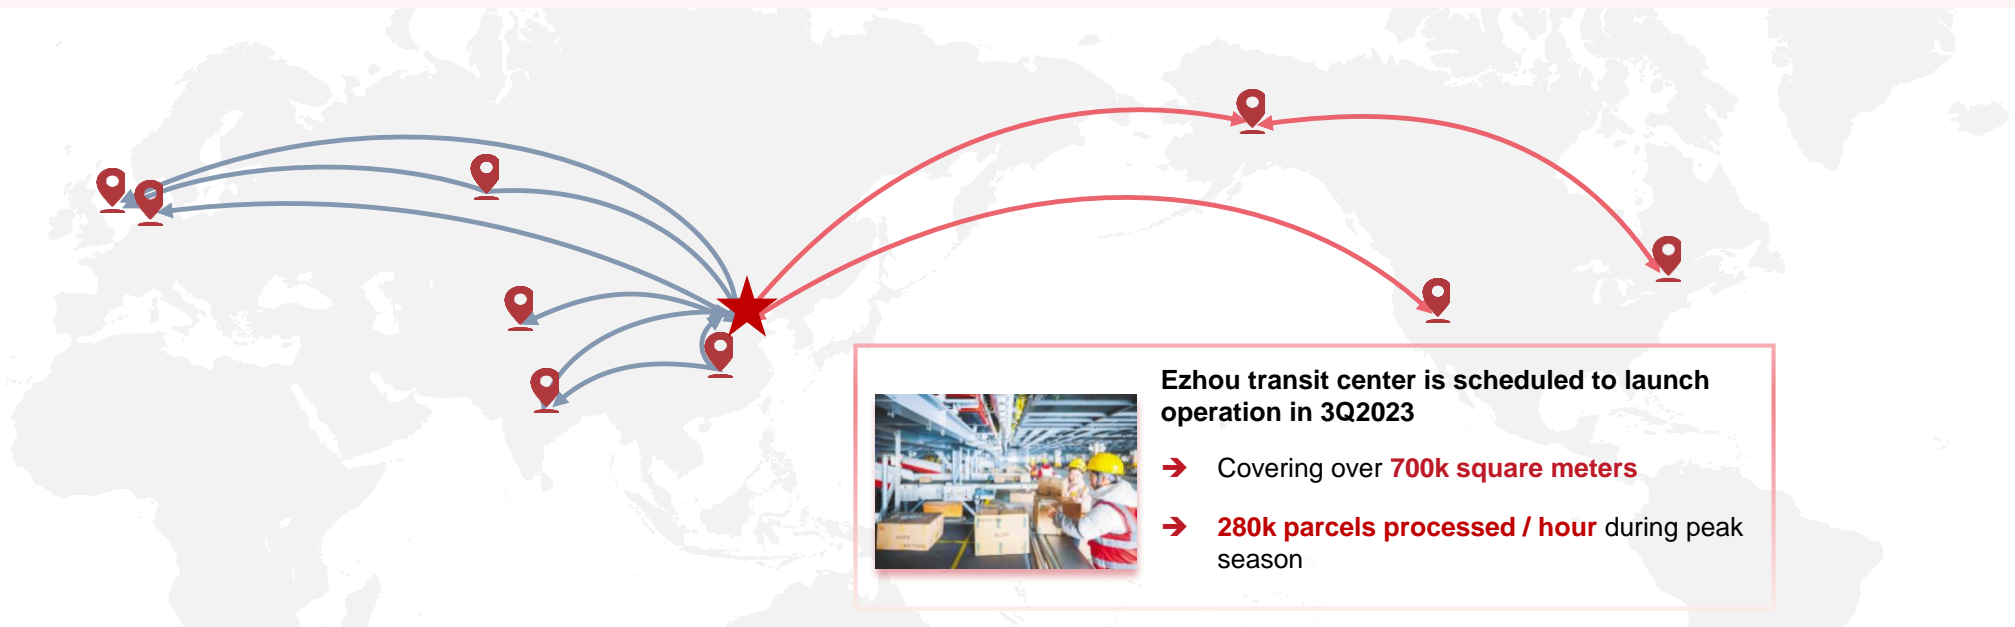 Ezhou transit center is scheduled to launch
operation in 3Q2023
➔ Covering over 700k square meters
➔ 280k parcels processed / hour during peak
season